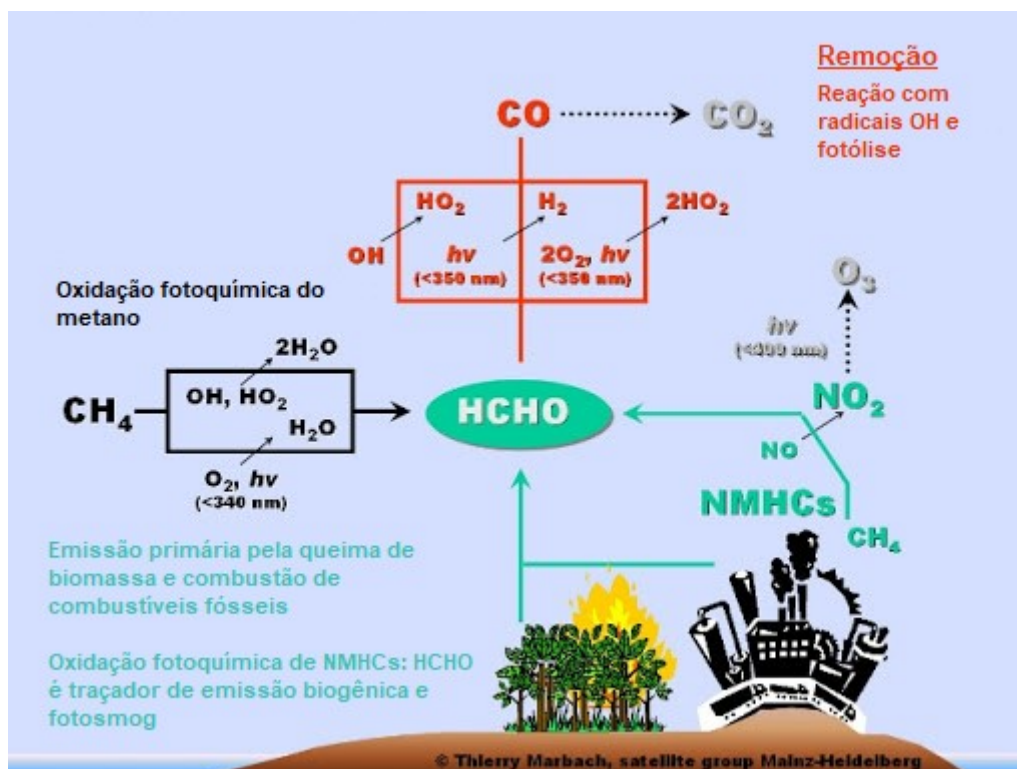 Remoção
Reação com
radicais OH e
fotólise
CO
CO₂
HO₂
H₂
2HO₂
OH
hv
(<350 nm)
2O₂, hv
(<350 nm)
O₃
hv
(<400 nm)
Oxidação fotoquímica do
metano
2H₂O
CH₄
OH, HO₂
H₂O
O₂, hv
(<340 nm)
HCHO
NO₂
NO
NMHCs
CH₄
Emissão primária pela queima de
biomassa e combustão de
combustíveis fósseis
Oxidação fotoquímica de NMHCs: HCHO
é traçador de emissão biogênica e
fotosmog
© Thierry Marbach, satellite group Mainz-Heidelberg